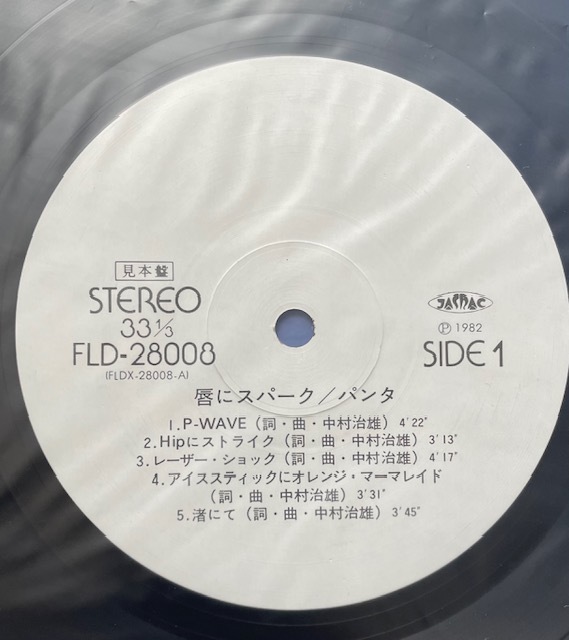 見本盤
STEREO
33 1/3
FLD-28008
(FLDX-28008-A)
JASRAC
Ⓟ 1982
SIDE 1
唇にスパーク/パンタ
1.P-WAVE (詞・曲・中村治雄) 4'22"
2.Hipにストライク (詞・曲・中村治雄) 3'13"
3.レーザー・ショック (詞・曲・中村治雄) 4'17"
4.アイススティックにオレンジ・マーマレイド
(詞・曲・中村治雄) 3'31"
5.渚にて (詞・曲・中村治雄) 3'45"